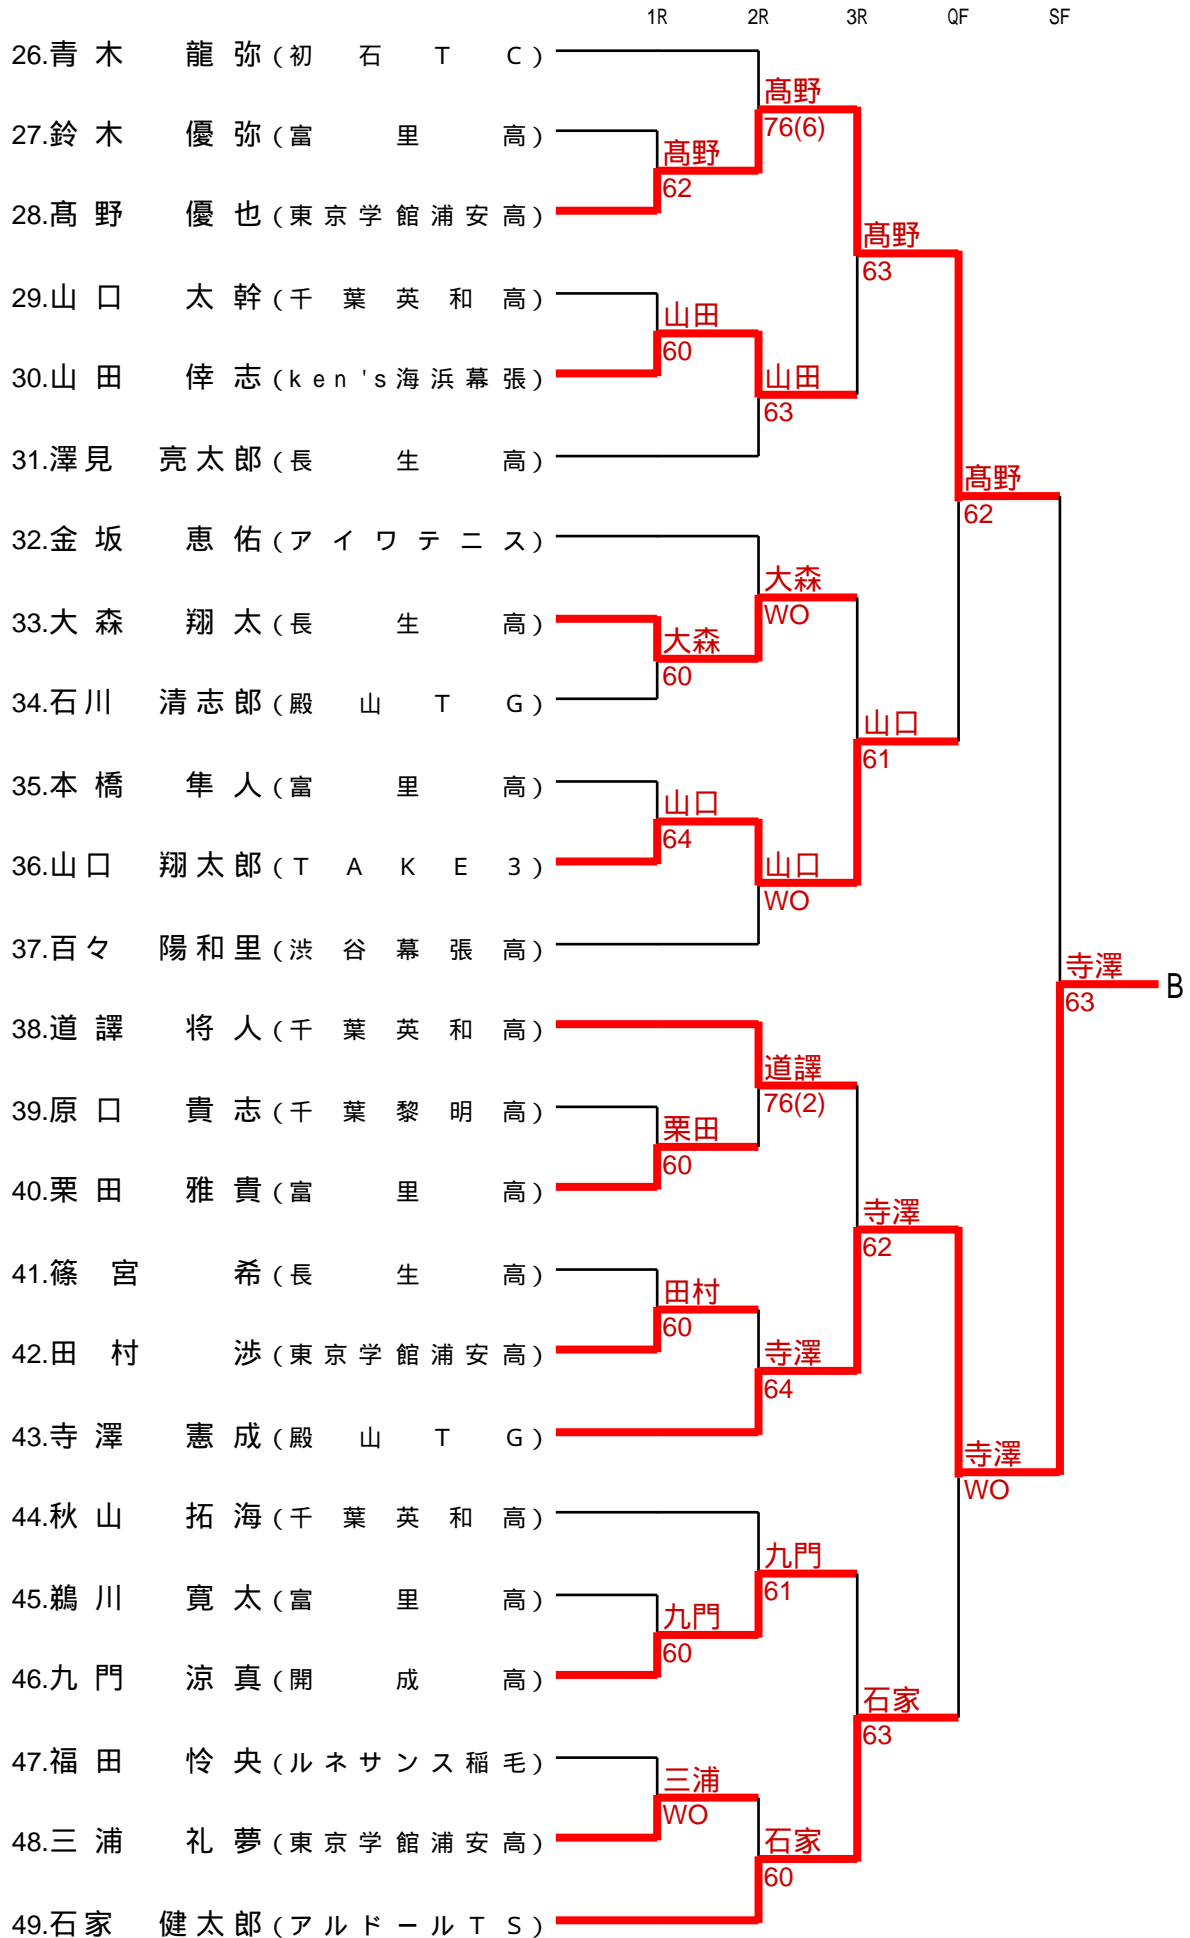 1R 2R 3R QF SF
26.青木 龍弥(初石TC)
髙野
76(6)
27.鈴木 優弥(富里高)
髙野
62
28.髙野 優也(東京学館浦安高)
髙野
63
29.山口 太幹(千葉英和高)
山田
60
30.山田 倖志(ken's海浜幕張)
山田
63
31.澤見 亮太郎(長生高)
髙野
62
32.金坂 恵佑(アイワテニス)
大森
WO
33.大森 翔太(長生高)
大森
60
34.石川 清志郎(殿山TG)
山口
61
35.本橋 隼人(富里高)
山口
64
36.山口 翔太郎(TAKE3)
山口
WO
37.百々 陽和里(渋谷幕張高)
寺澤
B
63
38.道譯 将人(千葉英和高)
道譯
76(2)
39.原口 貴志(千葉黎明高)
栗田
60
40.栗田 雅貴(富里高)
寺澤
62
41.篠宮 希(長生高)
田村
60
42.田村 渉(東京学館浦安高)
寺澤
64
43.寺澤 憲成(殿山TG)
寺澤
WO
44.秋山 拓海(千葉英和高)
九門
61
45.鵜川 寛太(富里高)
九門
60
46.九門 涼真(開成高)
石家
63
47.福田 怜央(ルネサンス稲毛)
三浦
WO
48.三浦 礼夢(東京学館浦安高)
石家
60
49.石家 健太郎(アルドールTS)